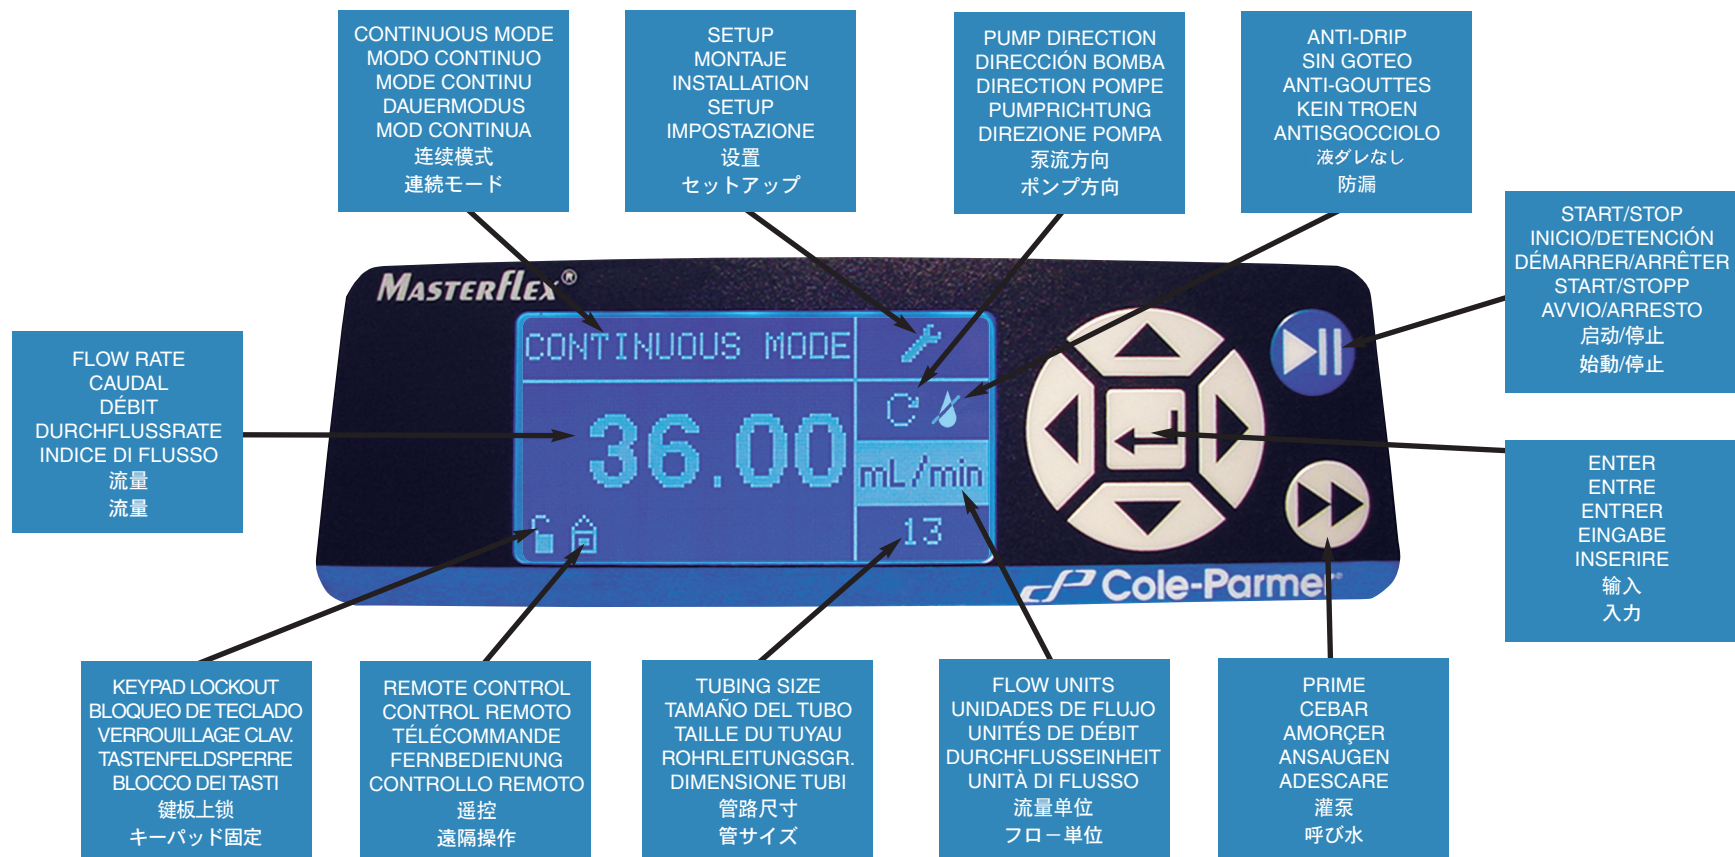 CONTINUOUS MODE
MODO CONTINUO
MODE CONTINU
DAUERMODUS
MOD CONTINUA
连续模式
連続モード
SETUP
MONTAJE
INSTALLATION
SETUP
IMPOSTAZIONE
设置
セットアップ
PUMP DIRECTION
DIRECCIÓN BOMBA
DIRECTION POMPE
PUMPRICHTUNG
DIREZIONE POMPA
泵流方向
ポンプ方向
ANTI-DRIP
SIN GOTEO
ANTI-GOUTTES
KEIN TROEN
ANTISGOCCIOLO
液ダレなし
防漏
START/STOP
INICIO/DETENCIÓN
DÉMARRER/ARRÊTER
START/STOPP
AVVIO/ARRESTO
启动/停止
始動/停止
FLOW RATE
CAUDAL
DÉBIT
DURCHFLUSSRATE
INDICE DI FLUSSO
流量
流量
MASTERFLEX®
CONTINUOUS MODE
36.00
mL/min
13
Cole-Parmer
ENTER
ENTRE
ENTRER
EINGABE
INSERIRE
输入
入力
KEYPAD LOCKOUT
BLOQUEO DE TECLADO
VERROUILLAGE CLAV.
TASTENFELDSPERRE
BLOCCO DEI TASTI
键板上锁
キーパッド固定
REMOTE CONTROL
CONTROL REMOTO
TÉLÉCOMMANDE
FERNBEDIENUNG
CONTROLLO REMOTO
遥控
遠隔操作
TUBING SIZE
TAMAÑO DEL TUBO
TAILLE DU TUYAU
ROHRLEITUNGSGR.
DIMENSIONE TUBI
管路尺寸
管サイズ
FLOW UNITS
UNIDADES DE FLUJO
UNITÉS DE DÉBIT
DURCHFLUSSEINHEIT
UNITÀ DI FLUSSO
流量单位
フロー単位
PRIME
CEBAR
AMORÇER
ANSAUGEN
ADESCARE
灌泵
呼び水